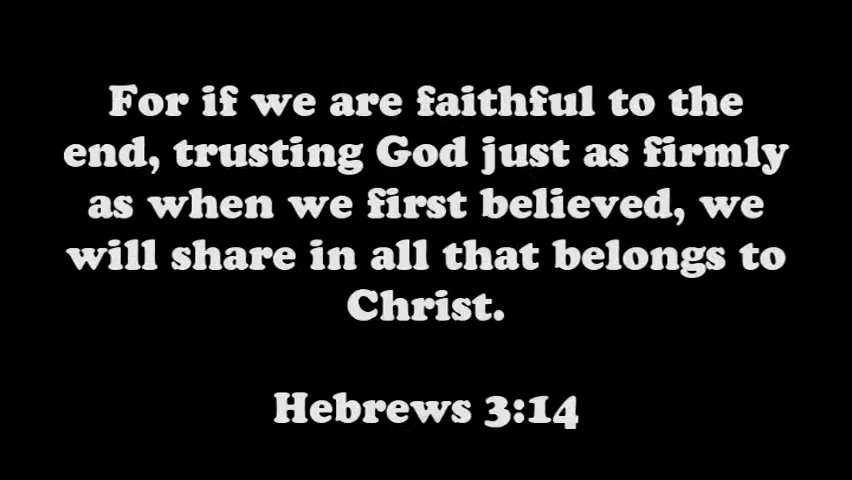 For if we are faithful to the
end, trusting God just as firmly
as when we first believed, we
will share in all that belongs to
Christ.
Hebrews 3:14